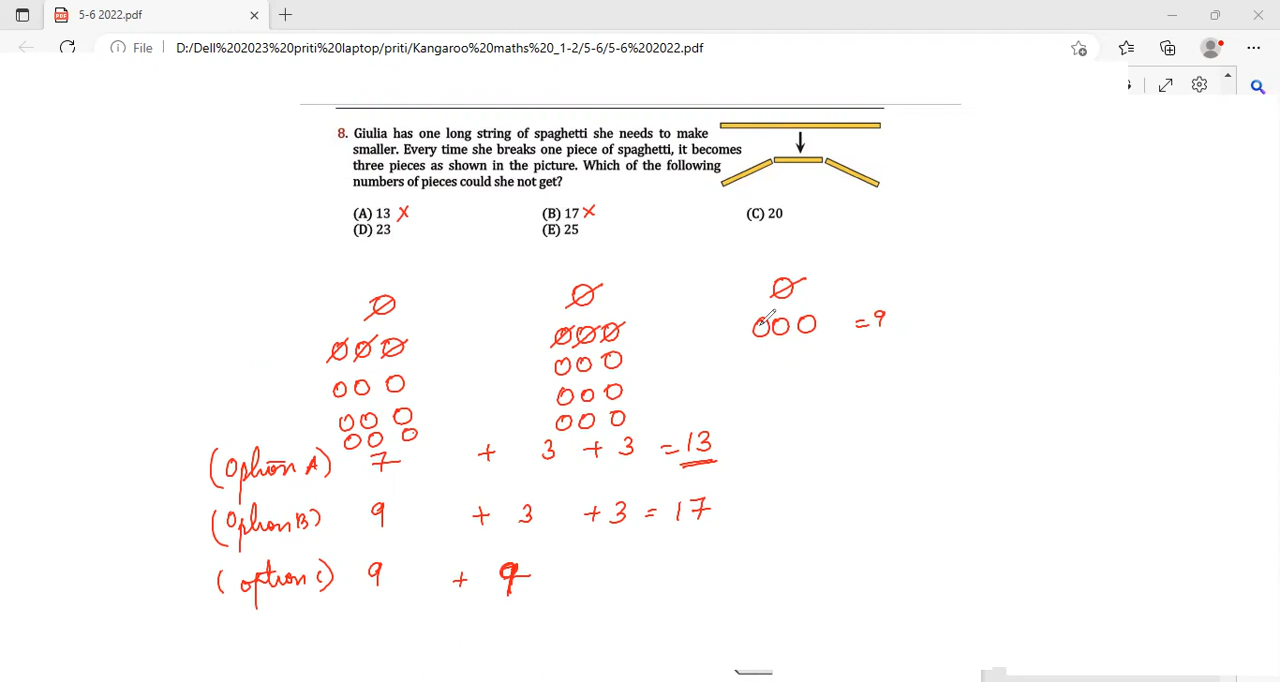 5-6 2022.pdf
File D:/Dell%202023%20priti%20laptop/priti/Kangaroo%20maths%20_1-2/5-6/5-6%202022.pdf
8. Giulia has one long string of spaghetti she needs to make
smaller. Every time she breaks one piece of spaghetti, it becomes
three pieces as shown in the picture. Which of the following
numbers of pieces could she not get?
(A) 13 x (B) 17 x (C) 20
(D) 23 (E) 25
= 9
(Option A) 7 + 3 + 3 = 13
(Option B) 9 + 3 + 3 = 17
(option C) 9 + 9